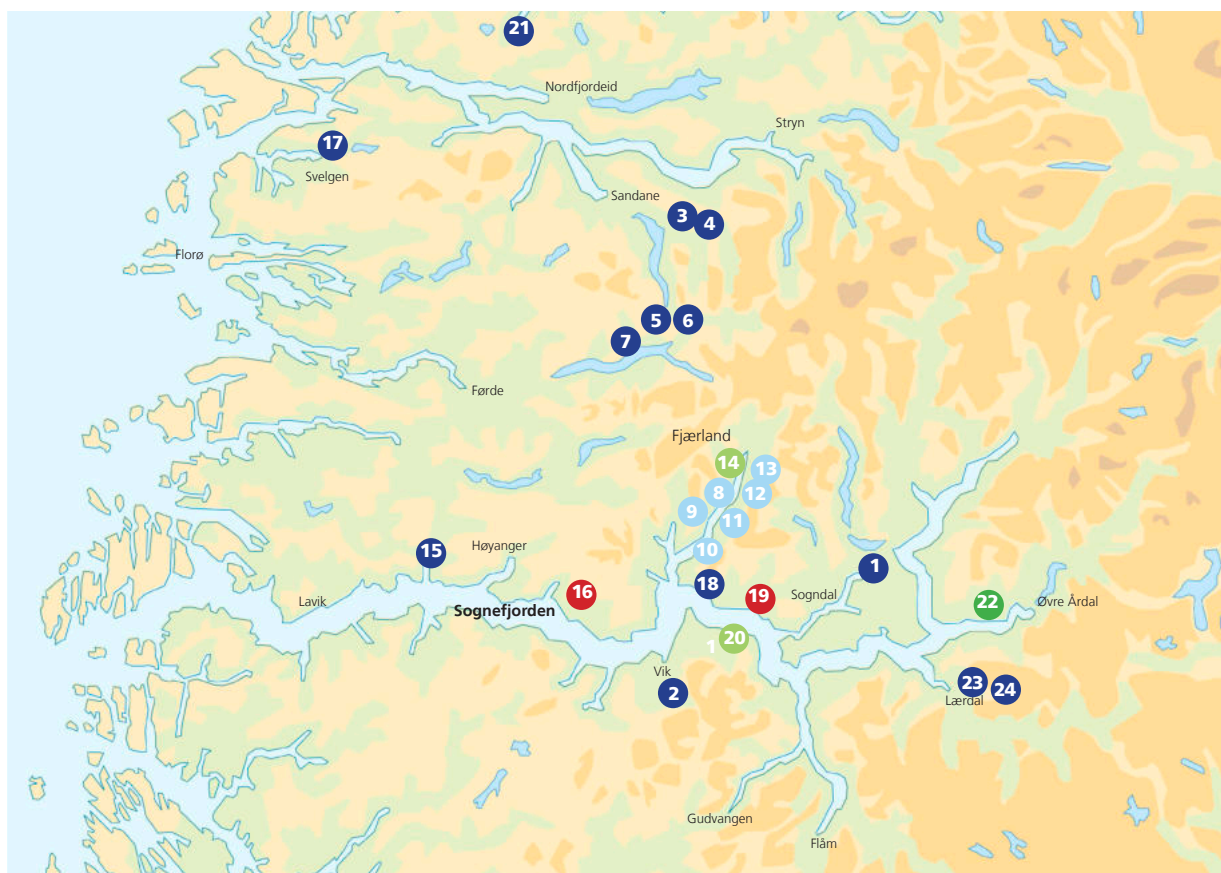 21
Nordfjordeid
Stryn
17
Svelgen
Sandane
3
4
Florø
5
6
7
Førde
Fjærland
14
13
8
12
9
11
10
15
Høyanger
18
1
16
19
Sogndal
22
Lavik
Sognefjorden
Øvre Årdal
1
20
Vik
2
23
24
Lærdal
Gudvangen
Flåm